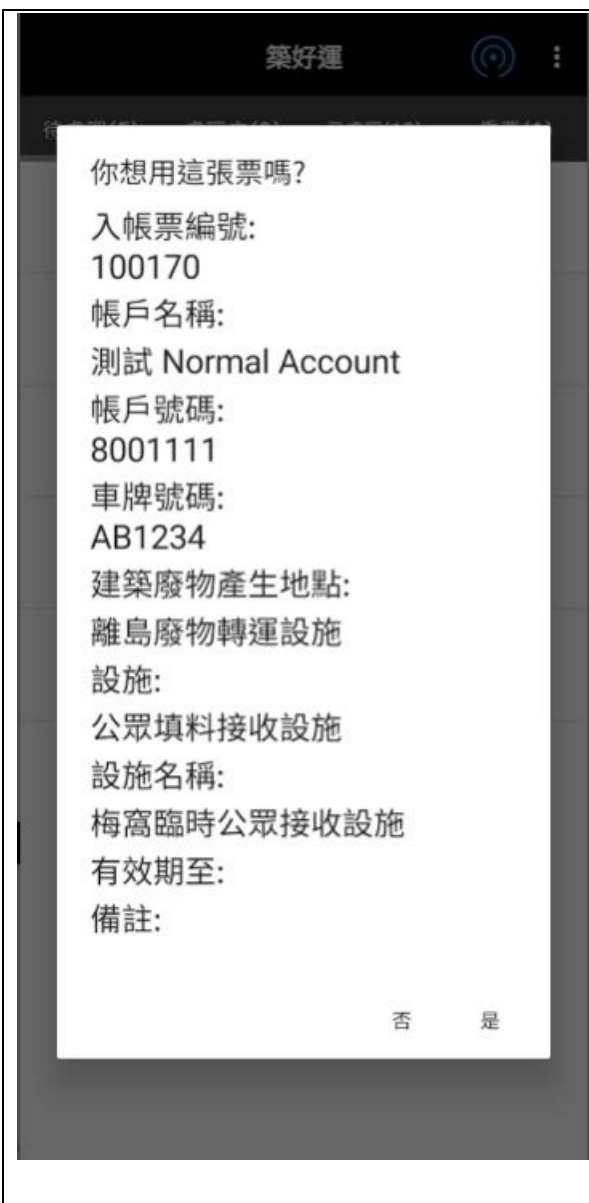 築好運
你想用這張票嗎?
入帳票編號:
100170
帳戶名稱:
測試 Normal Account
帳戶號碼:
8001111
車牌號碼:
AB1234
建築廢物產生地點:
離島廢物轉運設施
設施:
公眾填料接收設施
設施名稱:
梅窩臨時公眾接收設施
有效期至:
備註:
否 是